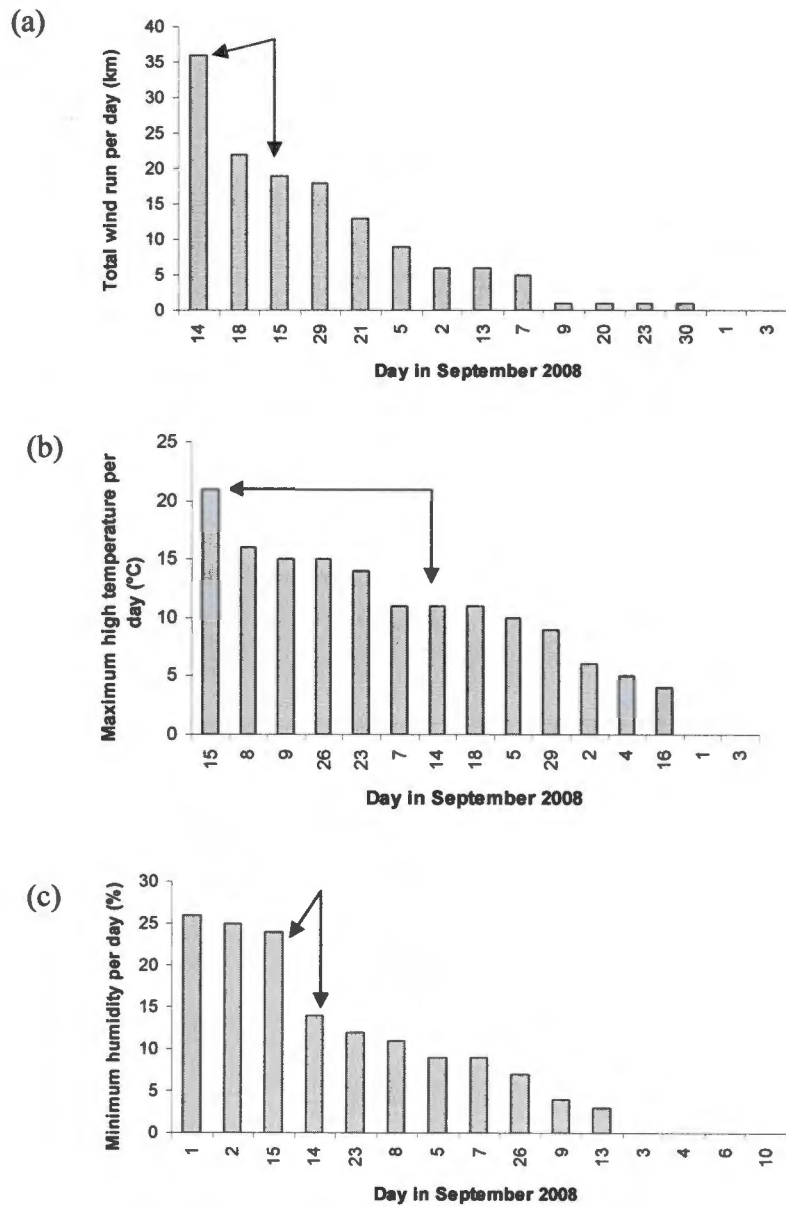 (a)
Total wind run per day (km)
40
35
30
25
20
15
10
5
0
14 18 15 29 21 5 2 13 7 9 20 23 30 1 3
Day in September 2008
(b)
Maximum high temperature per
day (°C)
25
20
15
10
5
0
15 8 9 26 23 7 14 18 5 29 2 4 16 1 3
Day in September 2008
(c)
Minimum humidity per day (%)
30
25
20
15
10
5
0
1 2 15 14 23 8 5 7 26 9 13 3 4 6 10
Day in September 2008